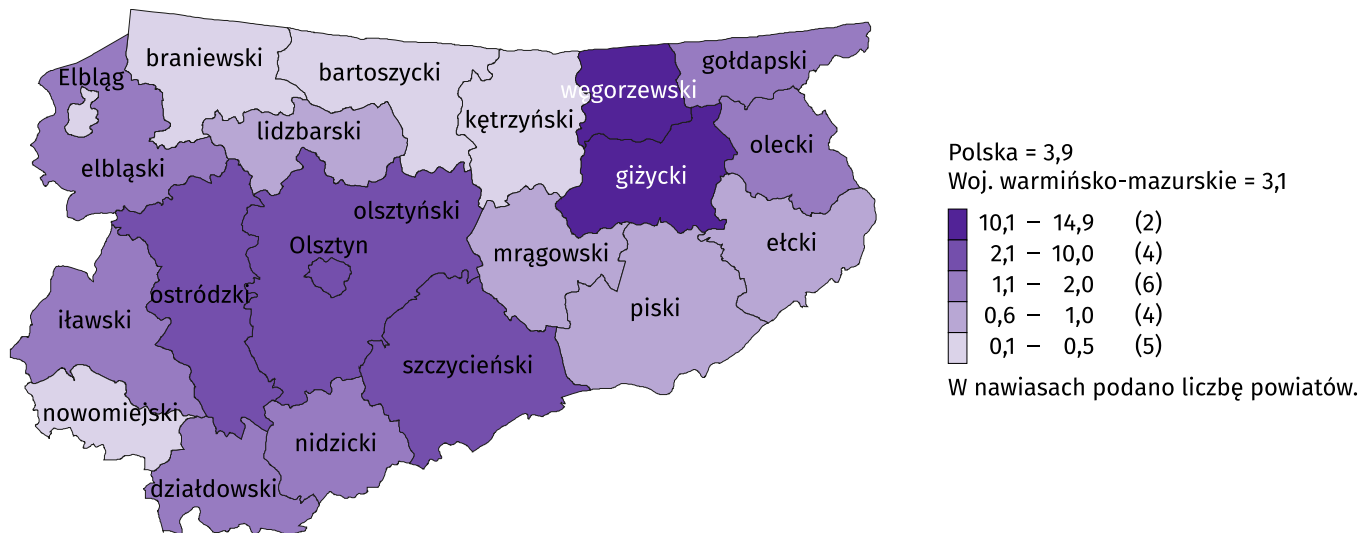 braniewski
bartoszycki
gołdapski
Elbląg
węgorzewski
kętrzyński
lidzbarski
olecki
elbląski
giżycki
olsztyński
Olsztyn
mrągowski
ełcki
ostródzki
iławski
piski
szczycieński
nowomiejski
nidzicki
działdowski
Polska = 3,9
Woj. warmińsko-mazurskie = 3,1
10,1 – 14,9 (2)
2,1 – 10,0 (4)
1,1 – 2,0 (6)
0,6 – 1,0 (4)
0,1 – 0,5 (5)
W nawiasach podano liczbę powiatów.